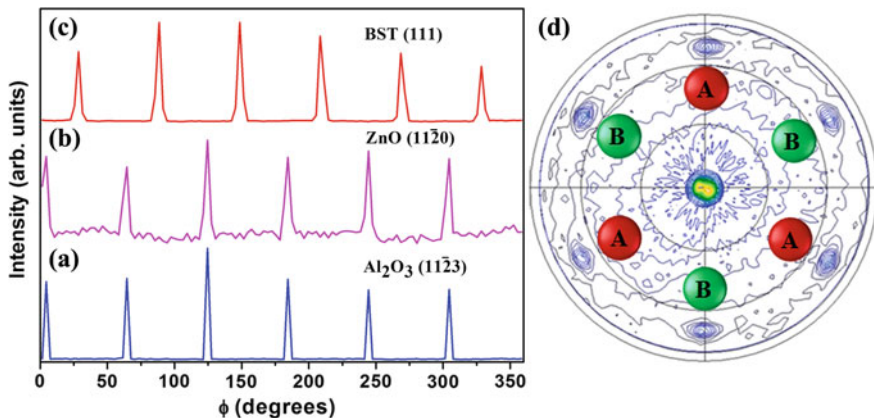 (c)
BST (111)
(b)
ZnO (112̄0)
(a)
Al₂O₃ (112̄3)
Intensity (arb. units)
0 50 100 150 200 250 300 350
ϕ (degrees)
(d)
A
B B
A A
B